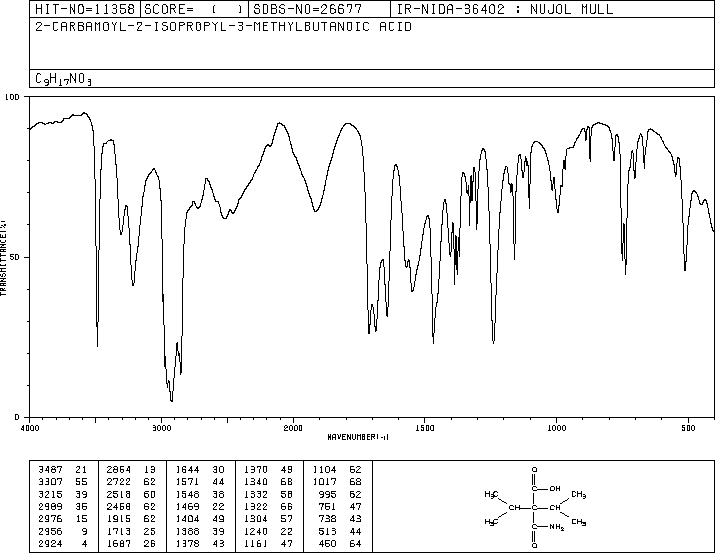 HIT-NO=11358 SCORE= ( ) SDBS-NO=26677 IR-NIDA-36402 : NUJOL MULL
2-CARBAMOYL-2-ISOPROPYL-3-METHYLBUTANOIC ACID
C9H17NO3
100
50
0
TRANSMITTANCE(%)
4000 3000 2000 1500 1000 500
WAVENUMBER(-1)
3487 21 2854 13 1644 30 1370 49 1104 62
3307 55 2722 62 1571 44 1340 68 1017 68
3215 39 2518 60 1548 38 1332 58 995 62
2989 35 2458 62 1469 22 1322 66 751 47
2976 15 1915 62 1404 49 1304 57 738 43
2956 9 1713 25 1388 39 1240 22 513 44
2924 4 1687 26 1378 43 1161 47 460 64
O
C OH
H3C CH3
CH C CH
H3C CH3
C NH2
O